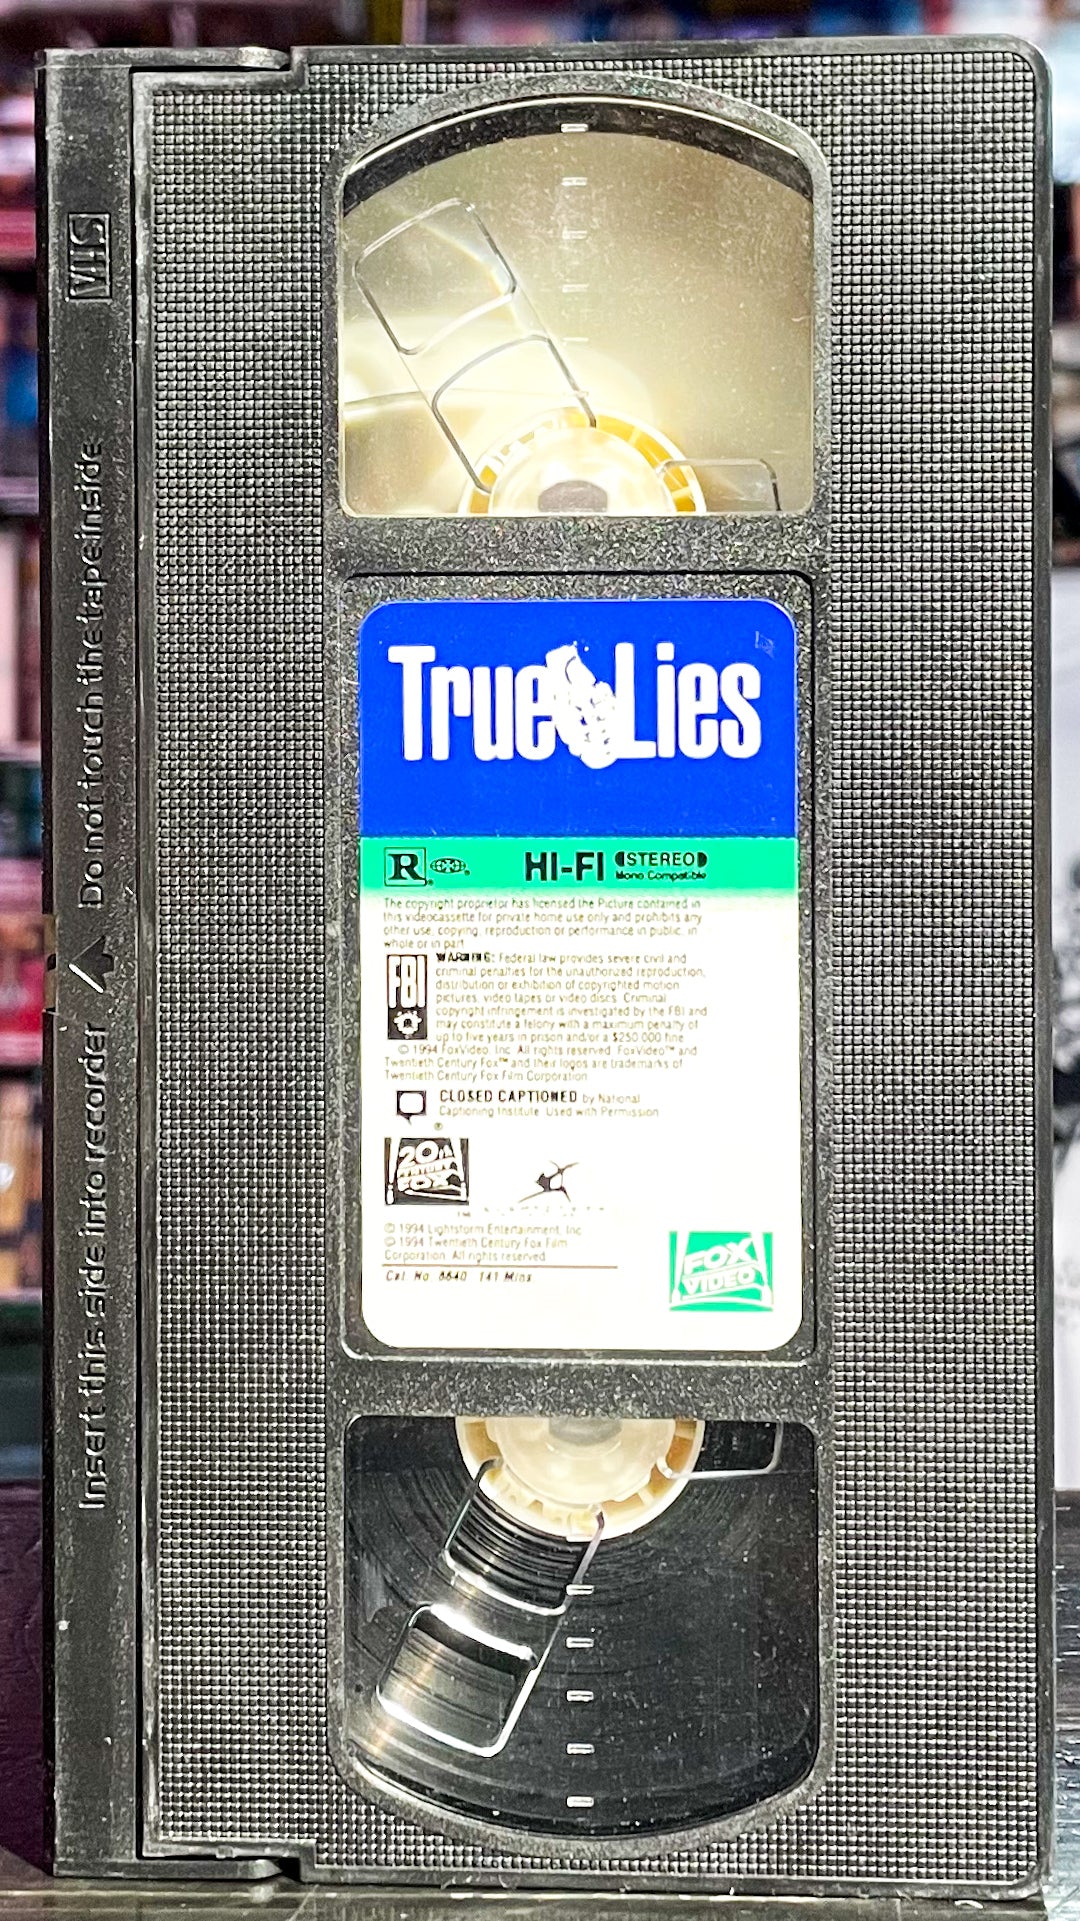 VHS
Do not touch the tape inside
Insert this side into recorder
True Lies
R HI-FI STEREO
Mono Compatible
The copyright proprietor has licensed the Picture contained in
this videocassette for private home use only and prohibits any
other use, copying, reproduction or performance in public, in
whole or in part
WARNING: Federal law provides severe civil and
criminal penalties for the unauthorized reproduction,
distribution or exhibition of copyrighted motion
pictures, video tapes or video discs. Criminal
copyright infringement is investigated by the FBI and
may constitute a felony with a maximum penalty of
up to five years in prison and/or a $250.000 fine
FBI
© 1994 FoxVideo, Inc. All rights reserved. FoxVideo™ and
Twentieth Century Fox™ and their logos are trademarks of
Twentieth Century Fox Film Corporation
CLOSED CAPTIONED by National
Captioning Institute. Used with Permission
®
20th
CENTURY
FOX
© 1994 Lightstorm Entertainment, Inc.
© 1994 Twentieth Century Fox Film
Corporation. All rights reserved
Cat. No. 8640 141 Mins
FOX
VIDEO